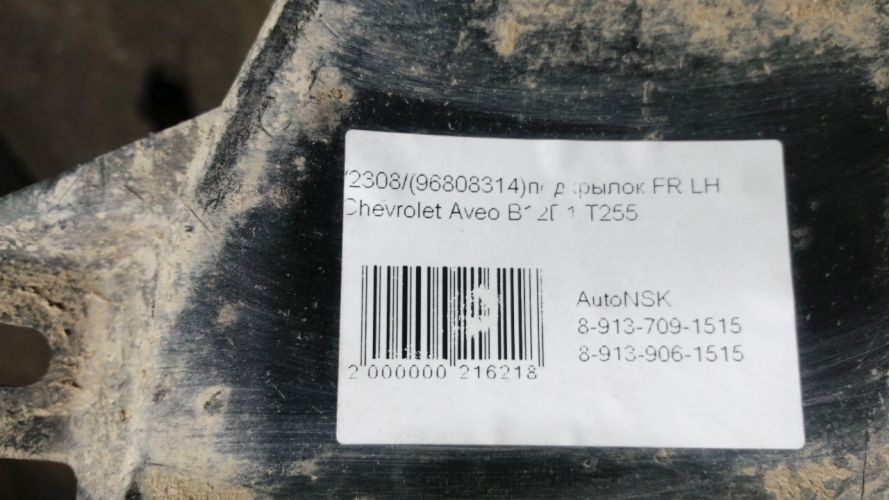 /2308/(96808314)подкрылок FR LH
Chevrolet Aveo T255
AutoNSK
8-913-709-1515
8-913-906-1515
2 000000 216218